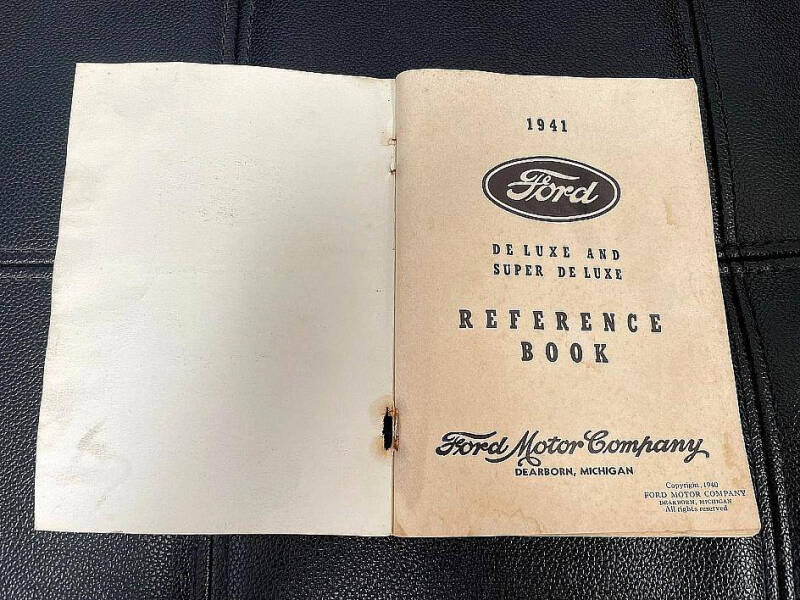 1941
Ford
DE LUXE AND
SUPER DE LUXE
REFERENCE
BOOK
Ford Motor Company
DEARBORN, MICHIGAN
Copyright, 1940
FORD MOTOR COMPANY
DEARBORN, MICHIGAN
All rights reserved